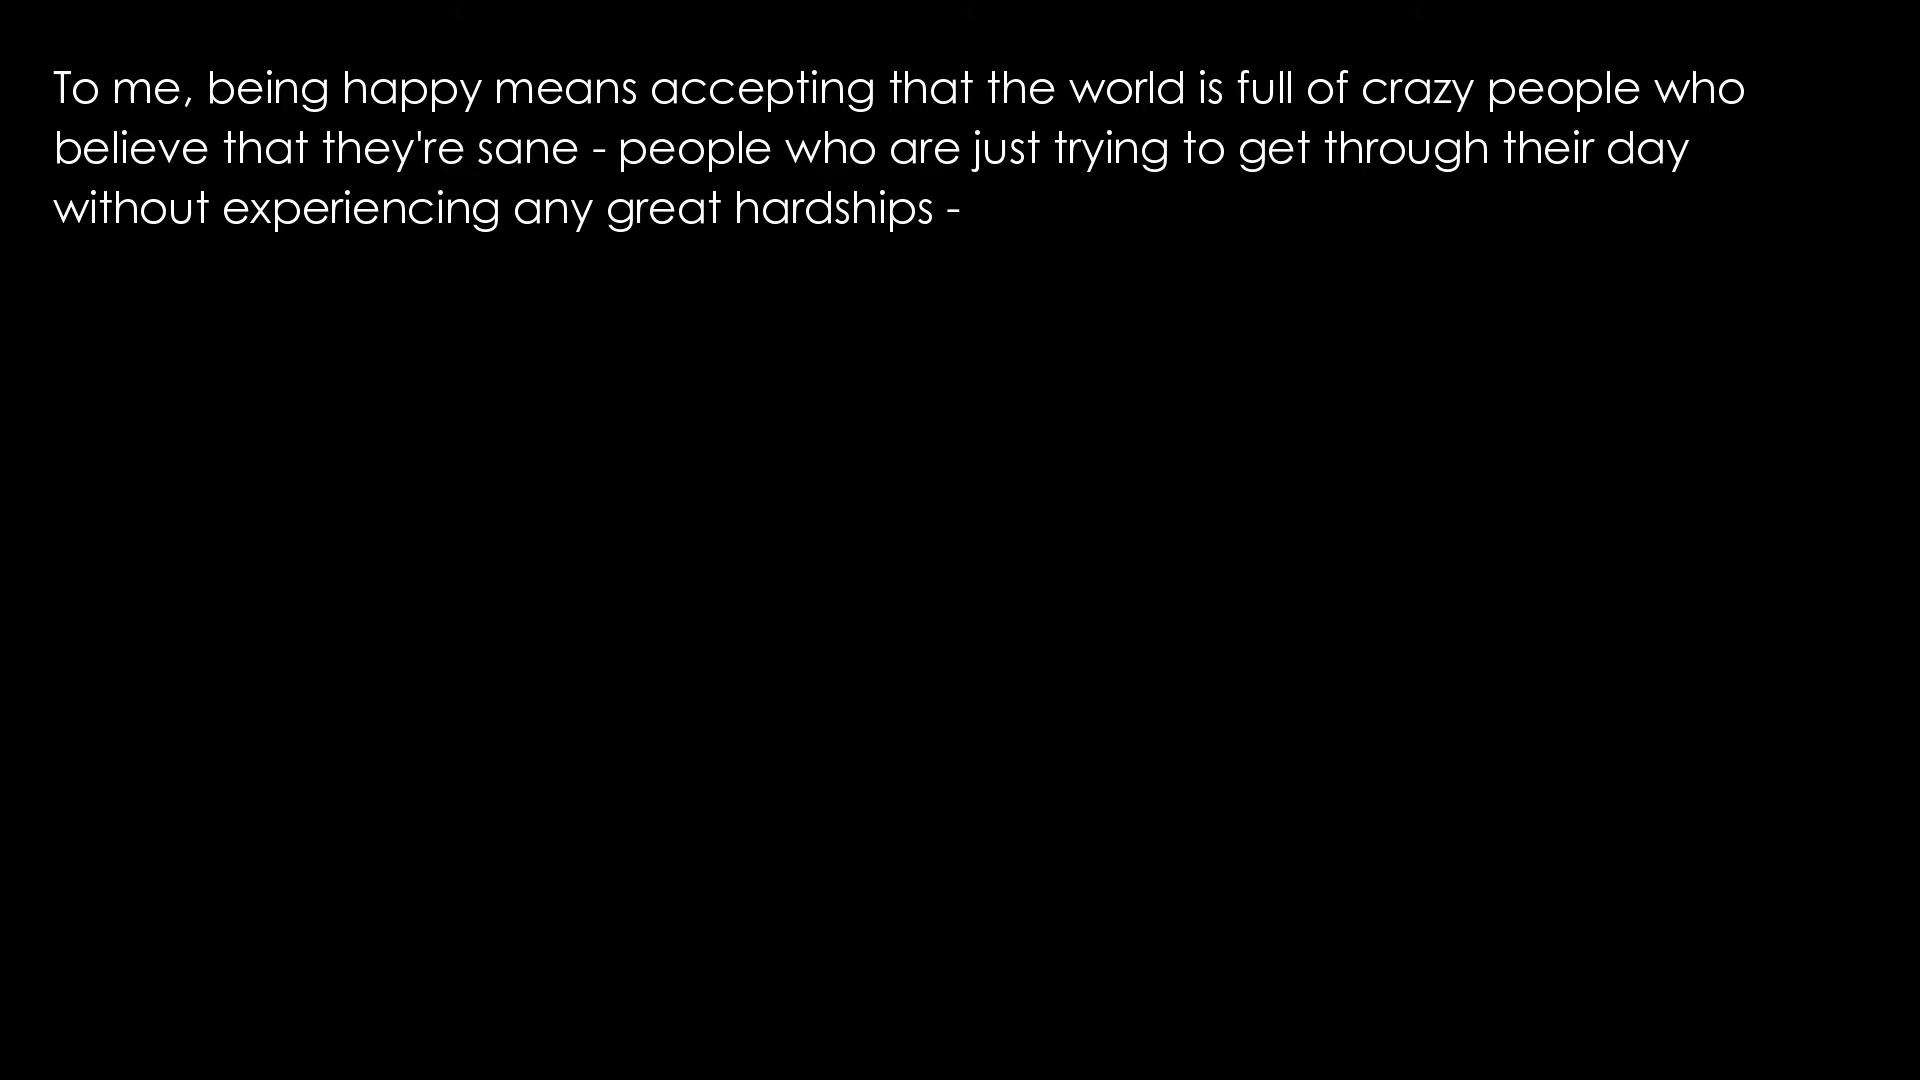 To me, being happy means accepting that the world is full of crazy people who
believe that they're sane - people who are just trying to get through their day
without experiencing any great hardships -